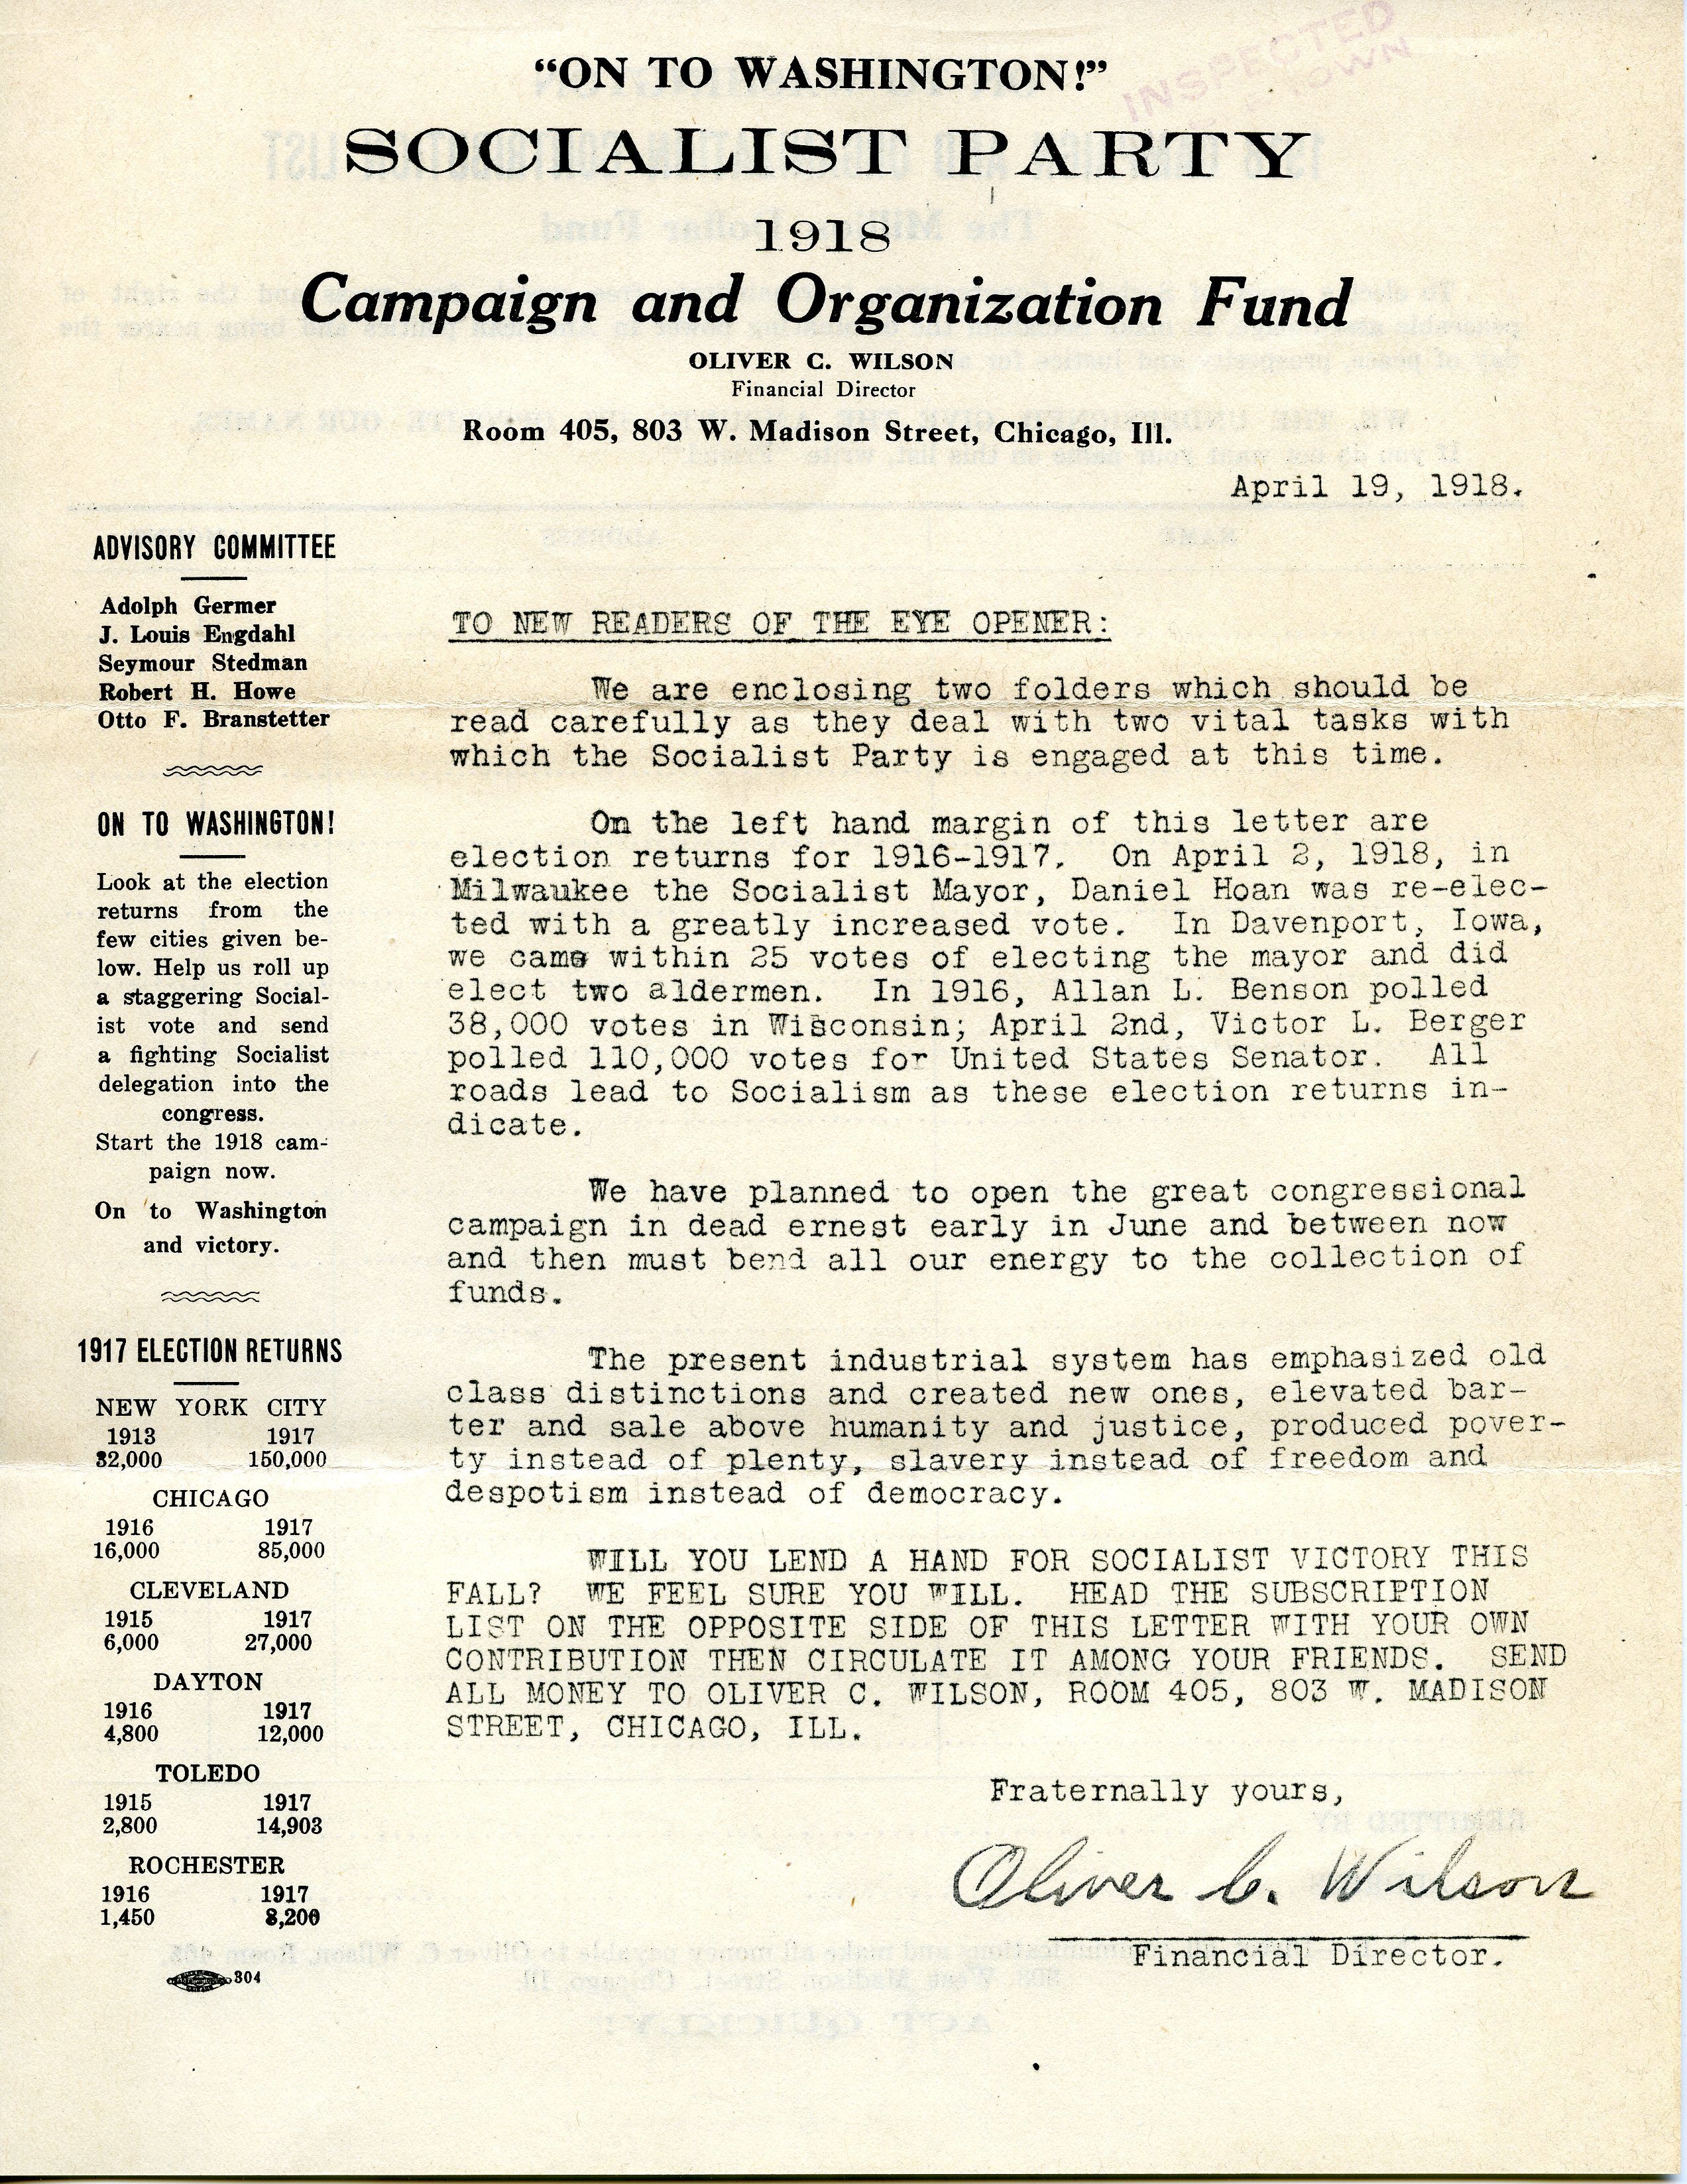 INSPECTED
“ON TO WASHINGTON!”
SOCIALIST PARTY
1918
Campaign and Organization Fund
OLIVER C. WILSON
Financial Director
Room 405, 803 W. Madison Street, Chicago, Ill.
April 19, 1918.
ADVISORY COMMITTEE
Adolph Germer
J. Louis Engdahl
Seymour Stedman
Robert H. Howe
Otto F. Branstetter
ON TO WASHINGTON!
Look at the election
returns from the
few cities given be-
low. Help us roll up
a staggering Social-
ist vote and send
a fighting Socialist
delegation into the
congress.
Start the 1918 cam-
paign now.
On to Washington
and victory.
1917 ELECTION RETURNS
NEW YORK CITY
1913 1917
32,000 150,000
CHICAGO
1916 1917
16,000 85,000
CLEVELAND
1915 1917
6,000 27,000
DAYTON
1916 1917
4,800 12,000
TOLEDO
1915 1917
2,800 14,903
ROCHESTER
1916 1917
1,450 8,200
304
TO NEW READERS OF THE EYE OPENER:
We are enclosing two folders which should be
read carefully as they deal with two vital tasks with
which the Socialist Party is engaged at this time.
On the left hand margin of this letter are
election returns for 1916-1917. On April 2, 1918, in
Milwaukee the Socialist Mayor, Daniel Hoan was re-elec-
ted with a greatly increased vote. In Davenport, Iowa,
we came within 25 votes of electing the mayor and did
elect two aldermen. In 1916, Allan L. Benson polled
38,000 votes in Wisconsin; April 2nd, Victor L. Berger
polled 110,000 votes for United States Senator. All
roads lead to Socialism as these election returns in-
dicate.
We have planned to open the great congressional
campaign in dead ernest early in June and between now
and then must bend all our energy to the collection of
funds.
The present industrial system has emphasized old
class distinctions and created new ones, elevated bar-
ter and sale above humanity and justice, produced pover-
ty instead of plenty, slavery instead of freedom and
despotism instead of democracy.
WILL YOU LEND A HAND FOR SOCIALIST VICTORY THIS
FALL? WE FEEL SURE YOU WILL. HEAD THE SUBSCRIPTION
LIST ON THE OPPOSITE SIDE OF THIS LETTER WITH YOUR OWN
CONTRIBUTION THEN CIRCULATE IT AMONG YOUR FRIENDS. SEND
ALL MONEY TO OLIVER C. WILSON, ROOM 405, 803 W. MADISON
STREET, CHICAGO, ILL.
Fraternally yours,
Oliver C. Wilson
Financial Director.